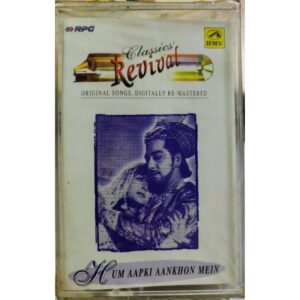 RPG
HMV
Classics
Revival
ORIGINAL SONGS, DIGITALLY RE-MASTERED.
HUM AAPKI AANKHON MEIN